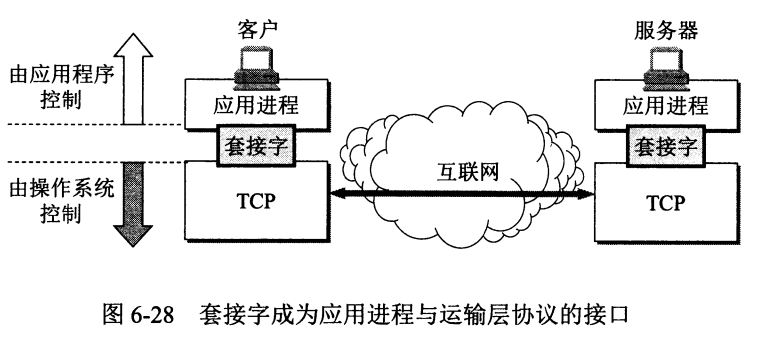 客户
服务器
由应用程序
控制
应用进程
应用进程
套接字
套接字
互联网
由操作系统
控制
TCP
TCP
图 6-28 套接字成为应用进程与运输层协议的接口